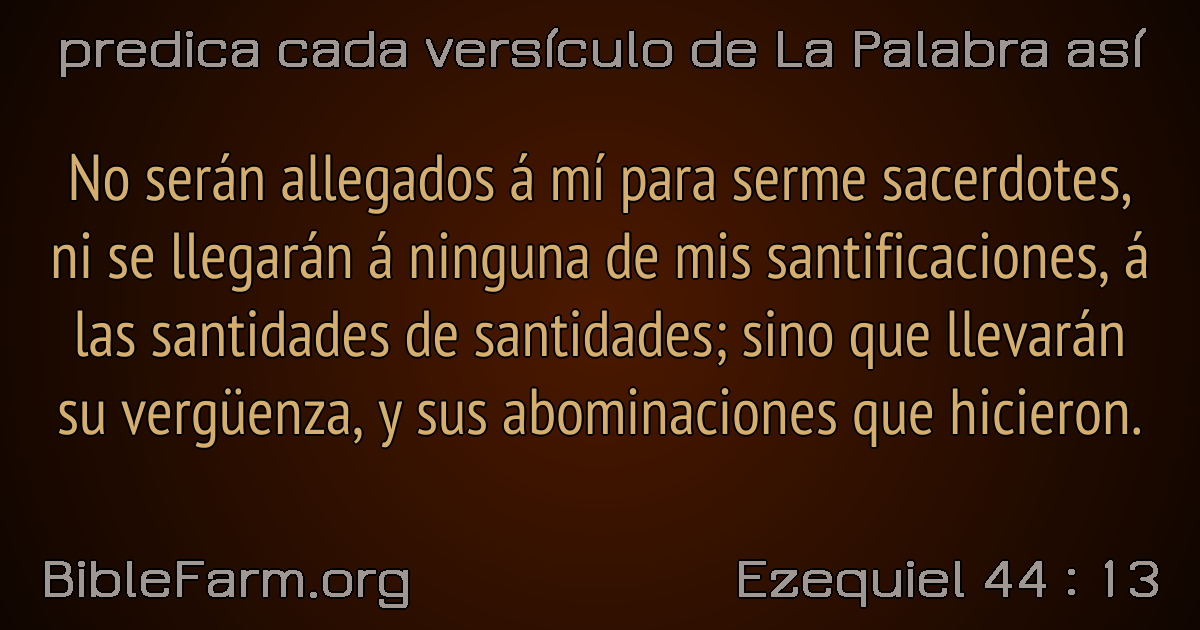 predica cada versículo de La Palabra así
No serán allegados á mí para serme sacerdotes,
ni se llegarán á ninguna de mis santificaciones, á
las santidades de santidades; sino que llevarán
su vergüenza, y sus abominaciones que hicieron.
BibleFarm.org
Ezequiel 44 : 13